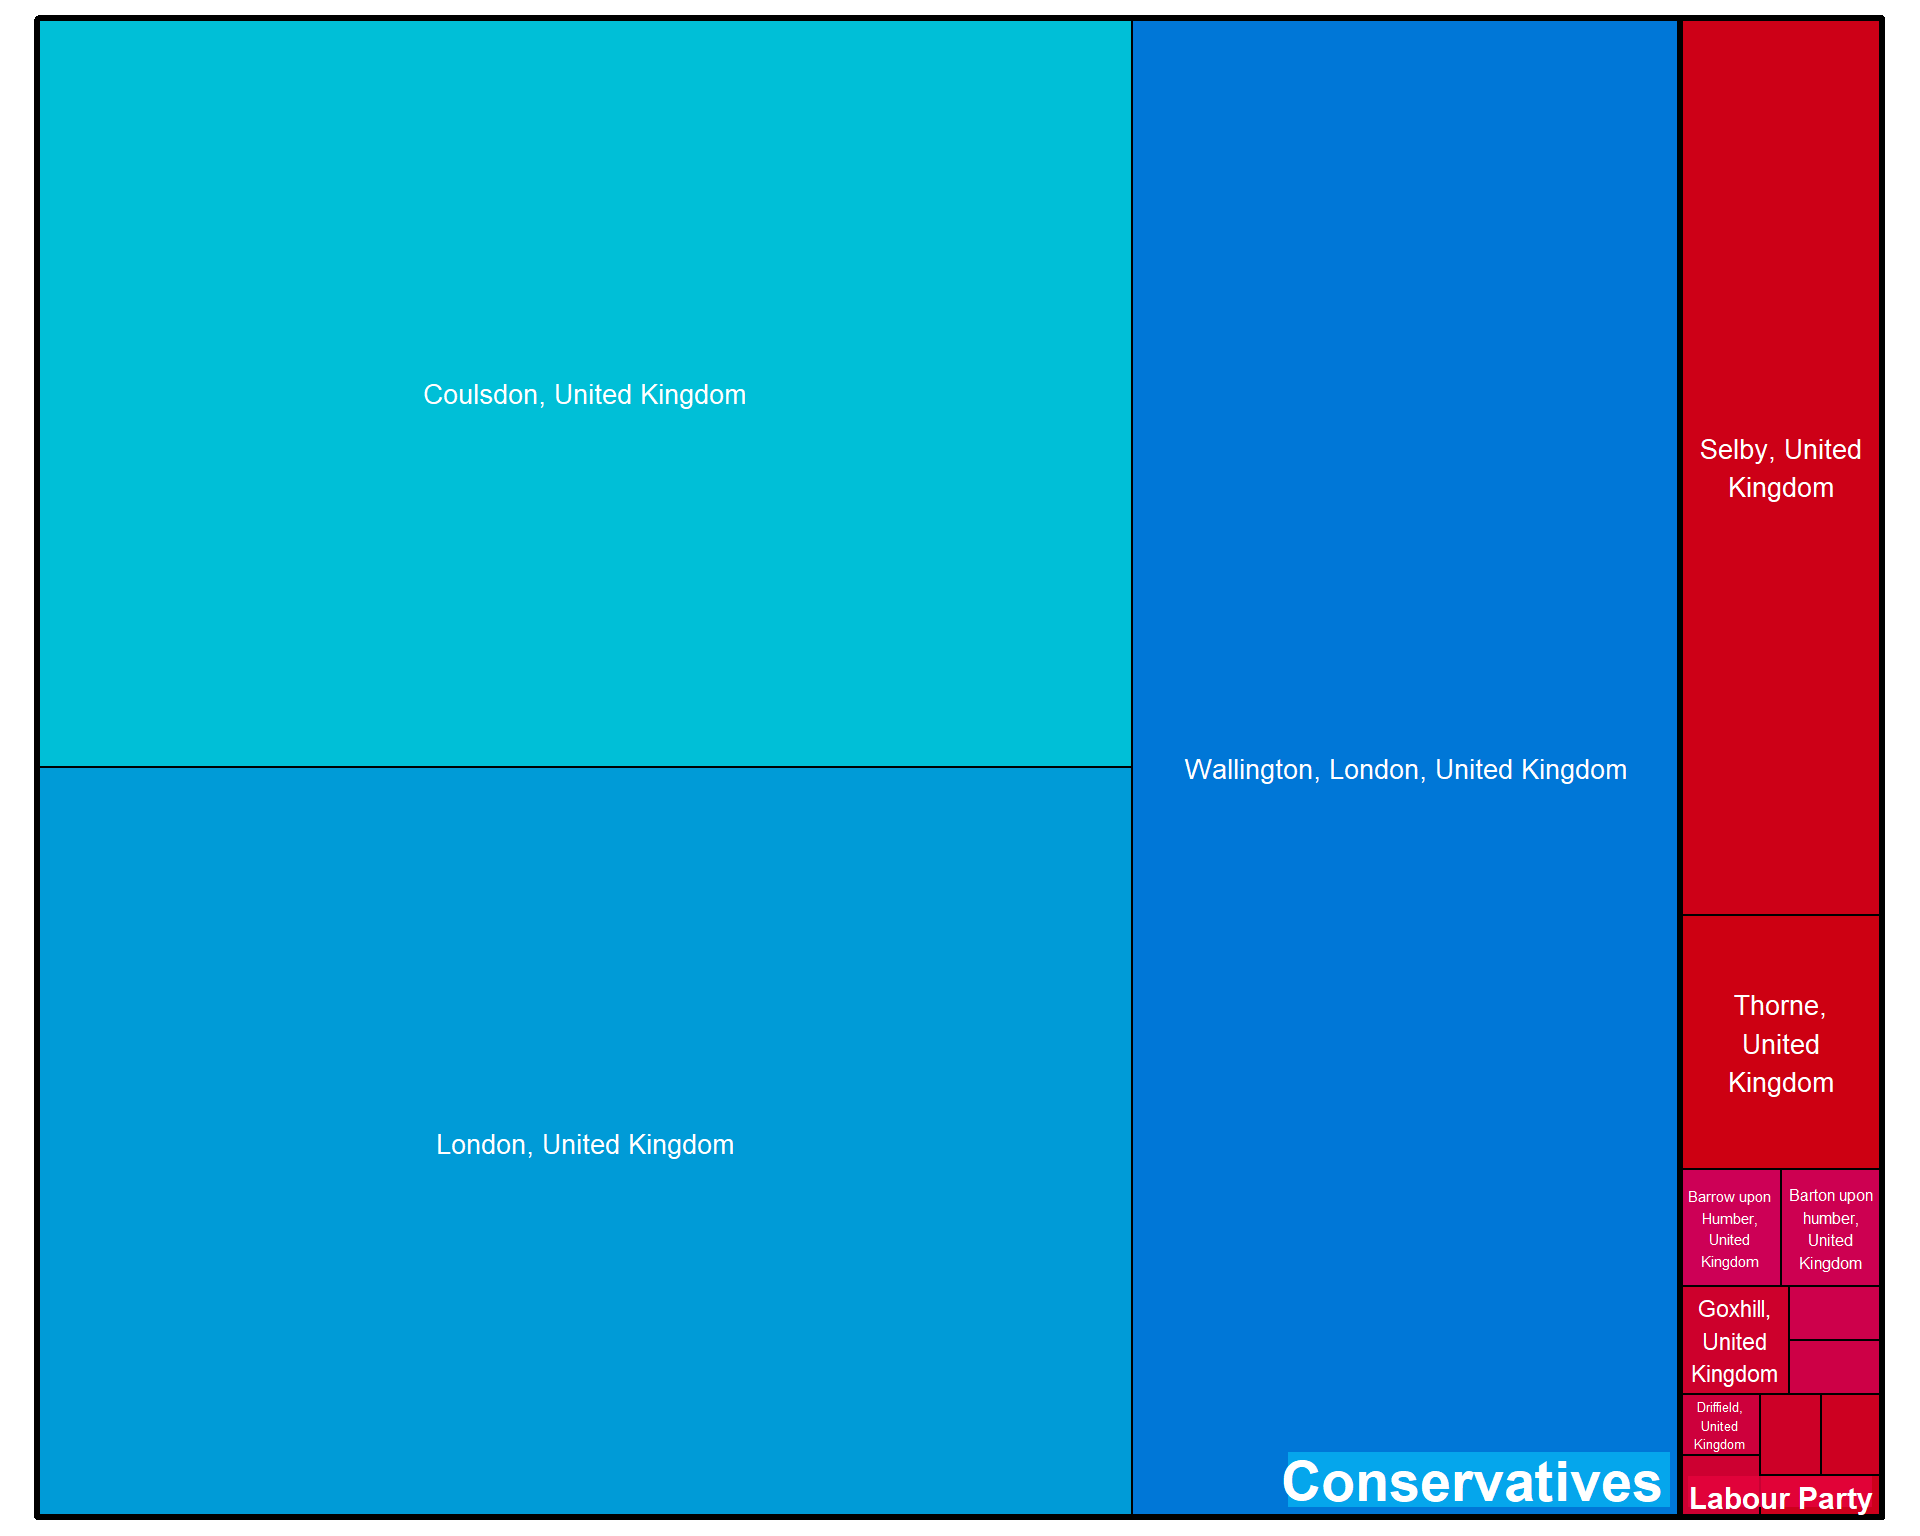 Coulsdon, United Kingdom
London, United Kingdom
Wallington, London, United Kingdom
Conservatives
Selby, United
Kingdom
Thorne,
United
Kingdom
Barrow upon
Humber,
United
Kingdom
Barton upon
humber,
United
Kingdom
Goxhill,
United
Kingdom
Driffield,
United
Kingdom
Labour Party